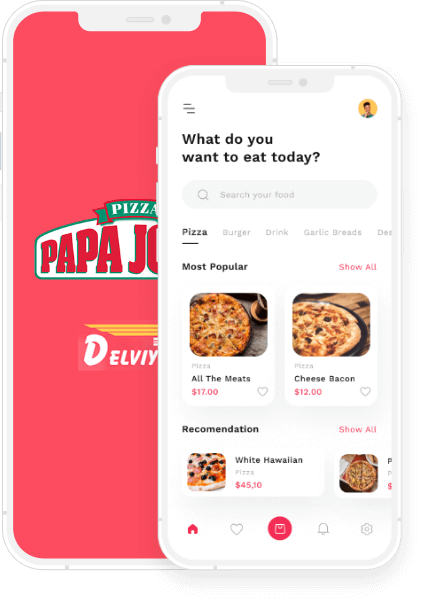 PIZZA
PAPA JO
DELVIY
What do you
want to eat today?
Search your food
Pizza Burger Drink Garlic Breads Des
Most Popular Show All
Pizza Pizza
All The Meats Cheese Bacon
$17.00 $12.00
Recomendation Show All
White Hawaiian P
Pizza P
$45,10 $